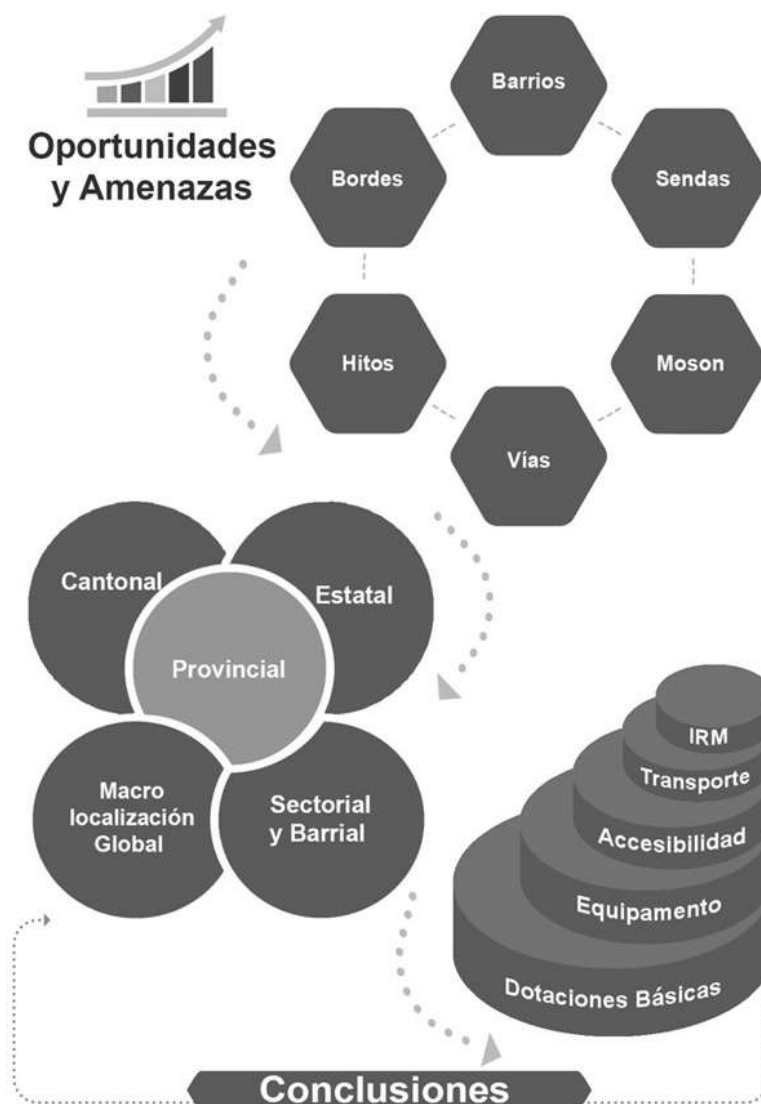 Oportunidades
y Amenazas
Barrios
Bordes
Sendas
Hitos
Moson
Vías
Cantonal
Estatal
Provincial
Macro
localización
Global
Sectorial
y Barrial
IRM
Transporte
Accesibilidad
Equipamento
Dotaciones Básicas
Conclusiones